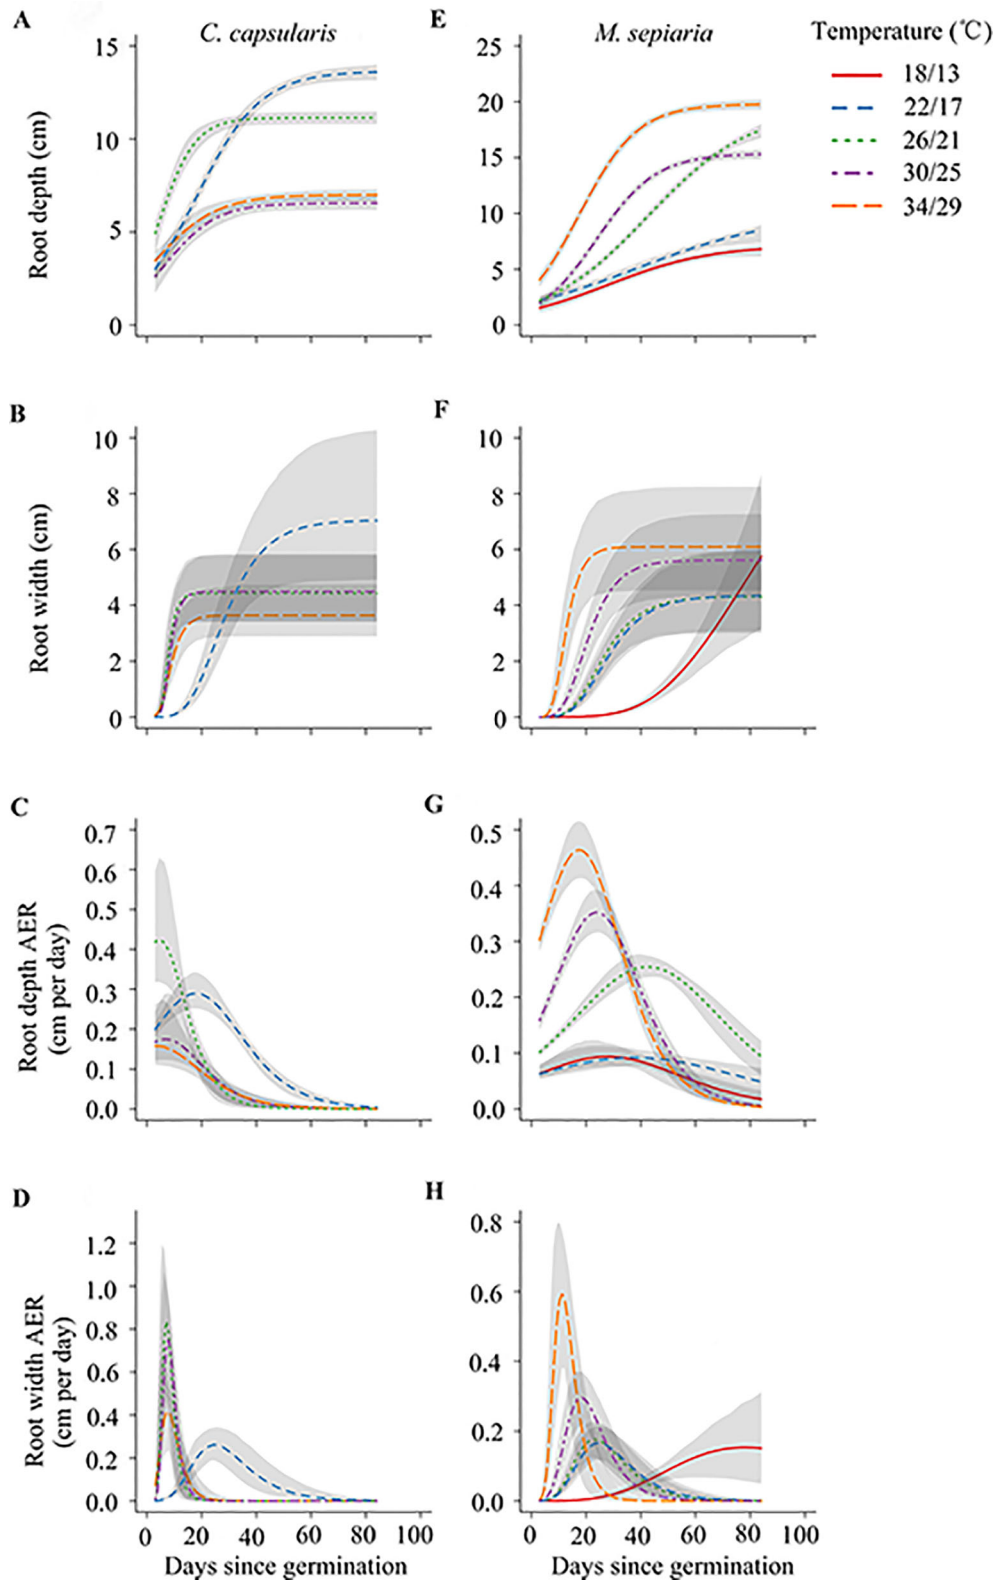 A
C. capsularis
E
M. sepiaria
Temperature (°C)
18/13
22/17
26/21
30/25
34/29
Root depth (cm)
15
10
5
0
25
20
15
10
5
0
B
F
Root width (cm)
10
8
6
4
2
0
10
8
6
4
2
0
C
G
Root depth AER
(cm per day)
0.7
0.6
0.5
0.4
0.3
0.2
0.1
0.0
0.5
0.4
0.3
0.2
0.1
0.0
D
H
Root width AER
(cm per day)
1.2
1.0
0.8
0.6
0.4
0.2
0.0
0.8
0.6
0.4
0.2
0.0
0 20 40 60 80 100
0 20 40 60 80 100
Days since germination
Days since germination